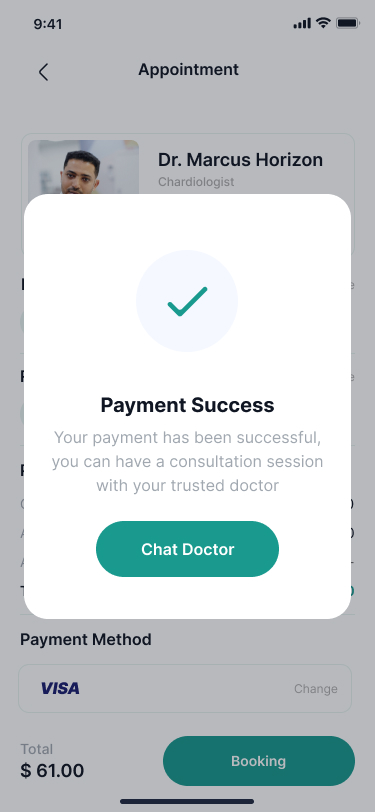 9:41
Appointment
Dr. Marcus Horizon
Chardiologist
Payment Success
Your payment has been successful,
you can have a consultation session
with your trusted doctor
Chat Doctor
Payment Method
VISA
Change
Total
$ 61.00
Booking